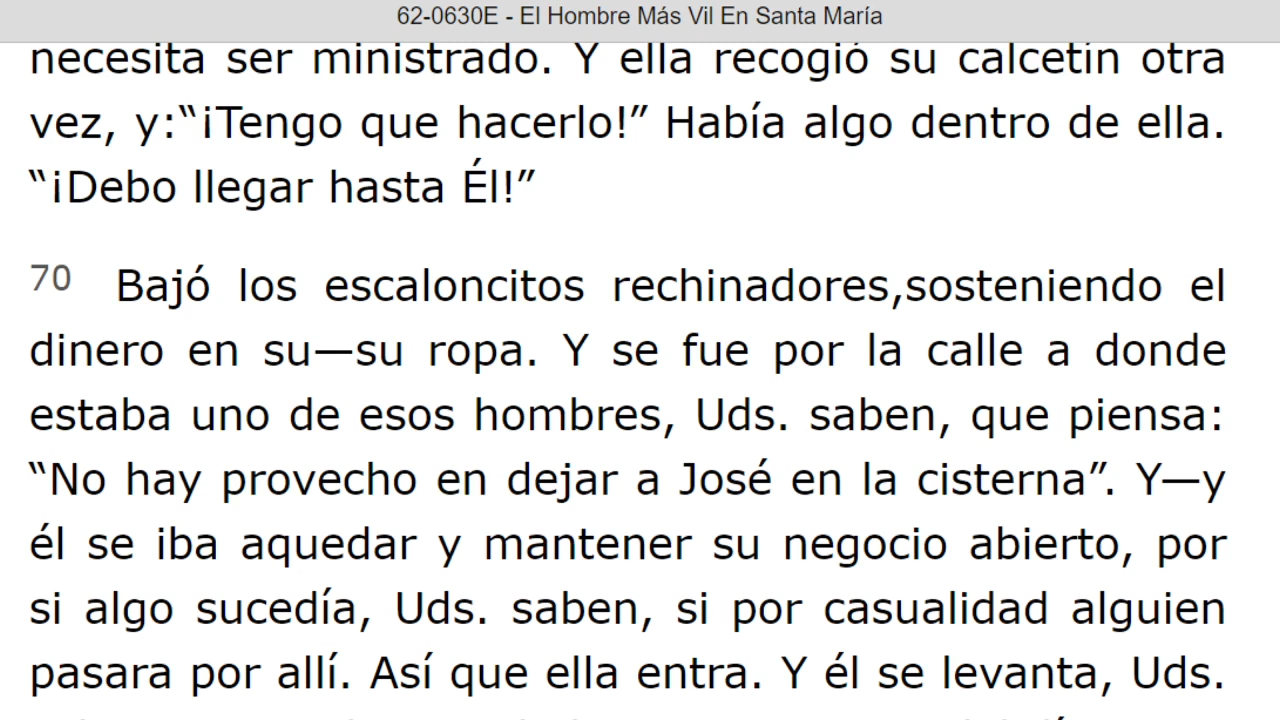 62-0630E - El Hombre Más Vil En Santa María
necesita ser ministrado. Y ella recogió su calcetín otra
vez, y:“¡Tengo que hacerlo!” Había algo dentro de ella.
“¡Debo llegar hasta Él!”
70 Bajó los escaloncitos rechinadores,sosteniendo el
dinero en su—su ropa. Y se fue por la calle a donde
estaba uno de esos hombres, Uds. saben, que piensa:
“No hay provecho en dejar a José en la cisterna”. Y—y
él se iba aquedar y mantener su negocio abierto, por
si algo sucedía, Uds. saben, si por casualidad alguien
pasara por allí. Así que ella entra. Y él se levanta, Uds.